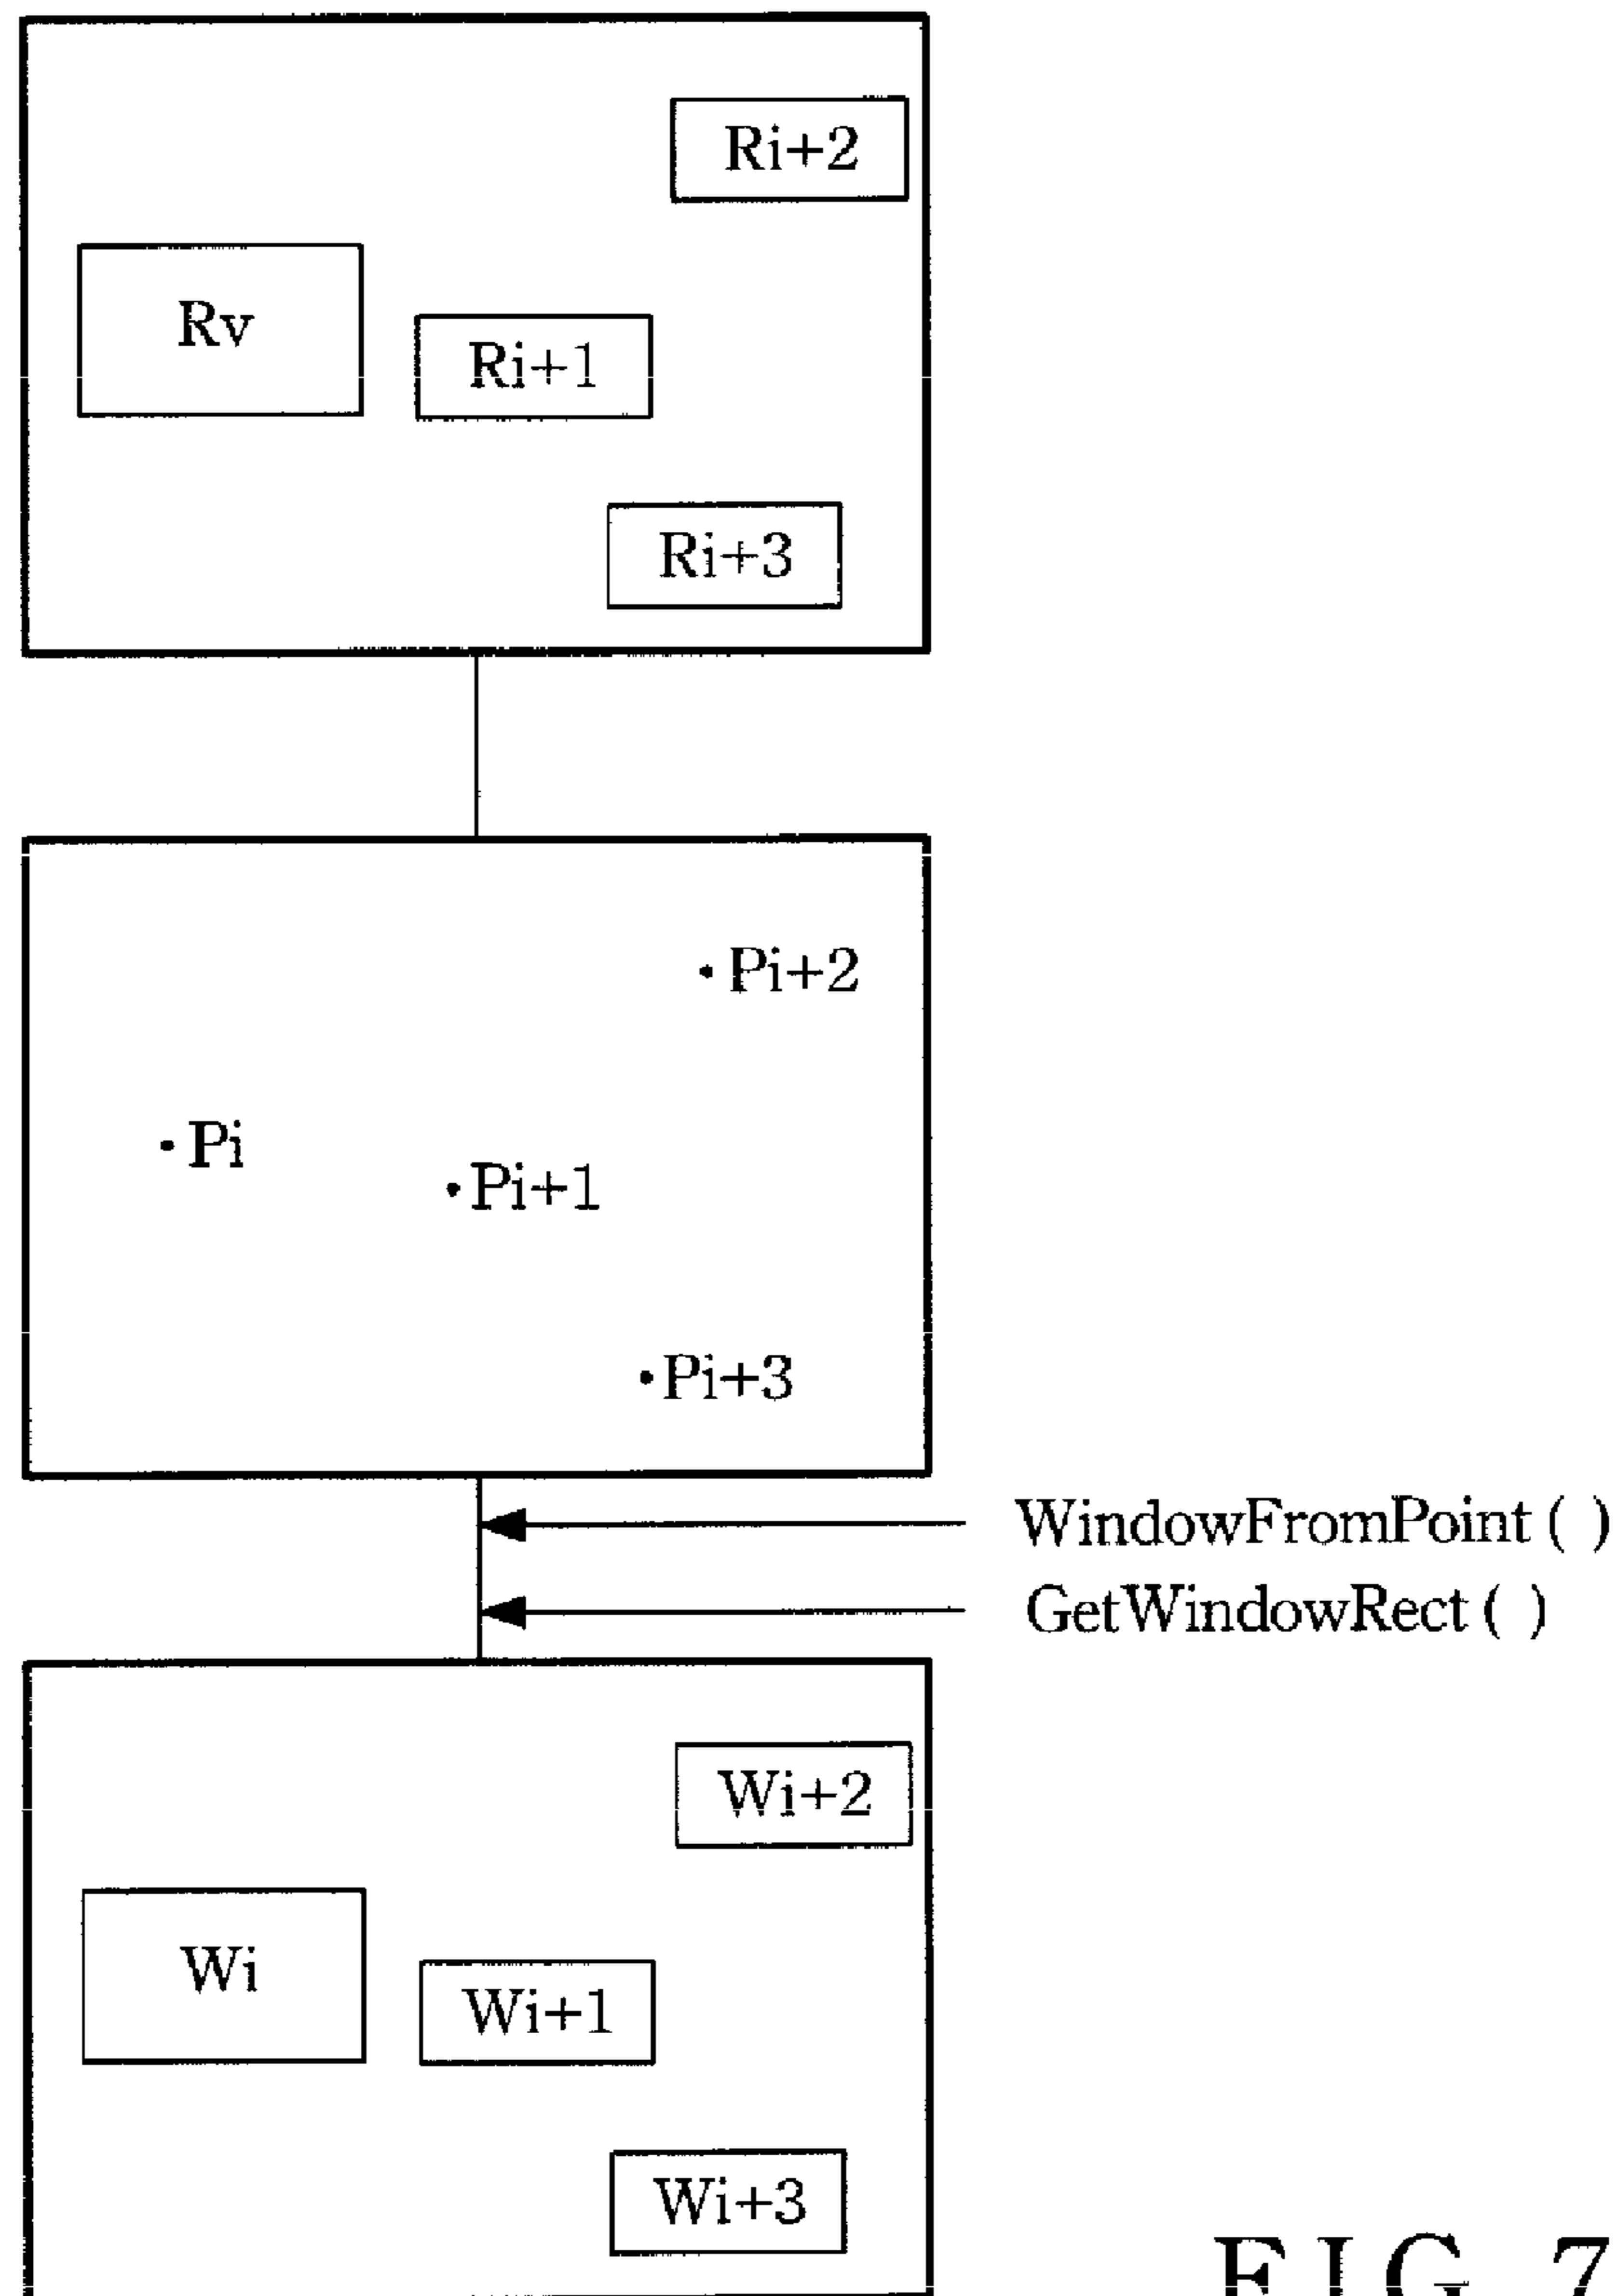 Ri+2
Rv
Ri+1
Ri+3
·Pi+2
·Pi
·Pi+1
·Pi+3
WindowFromPoint ( )
GetWindowRect ( )
Wi+2
Wi
Wi+1
Wi+3
FIG 7